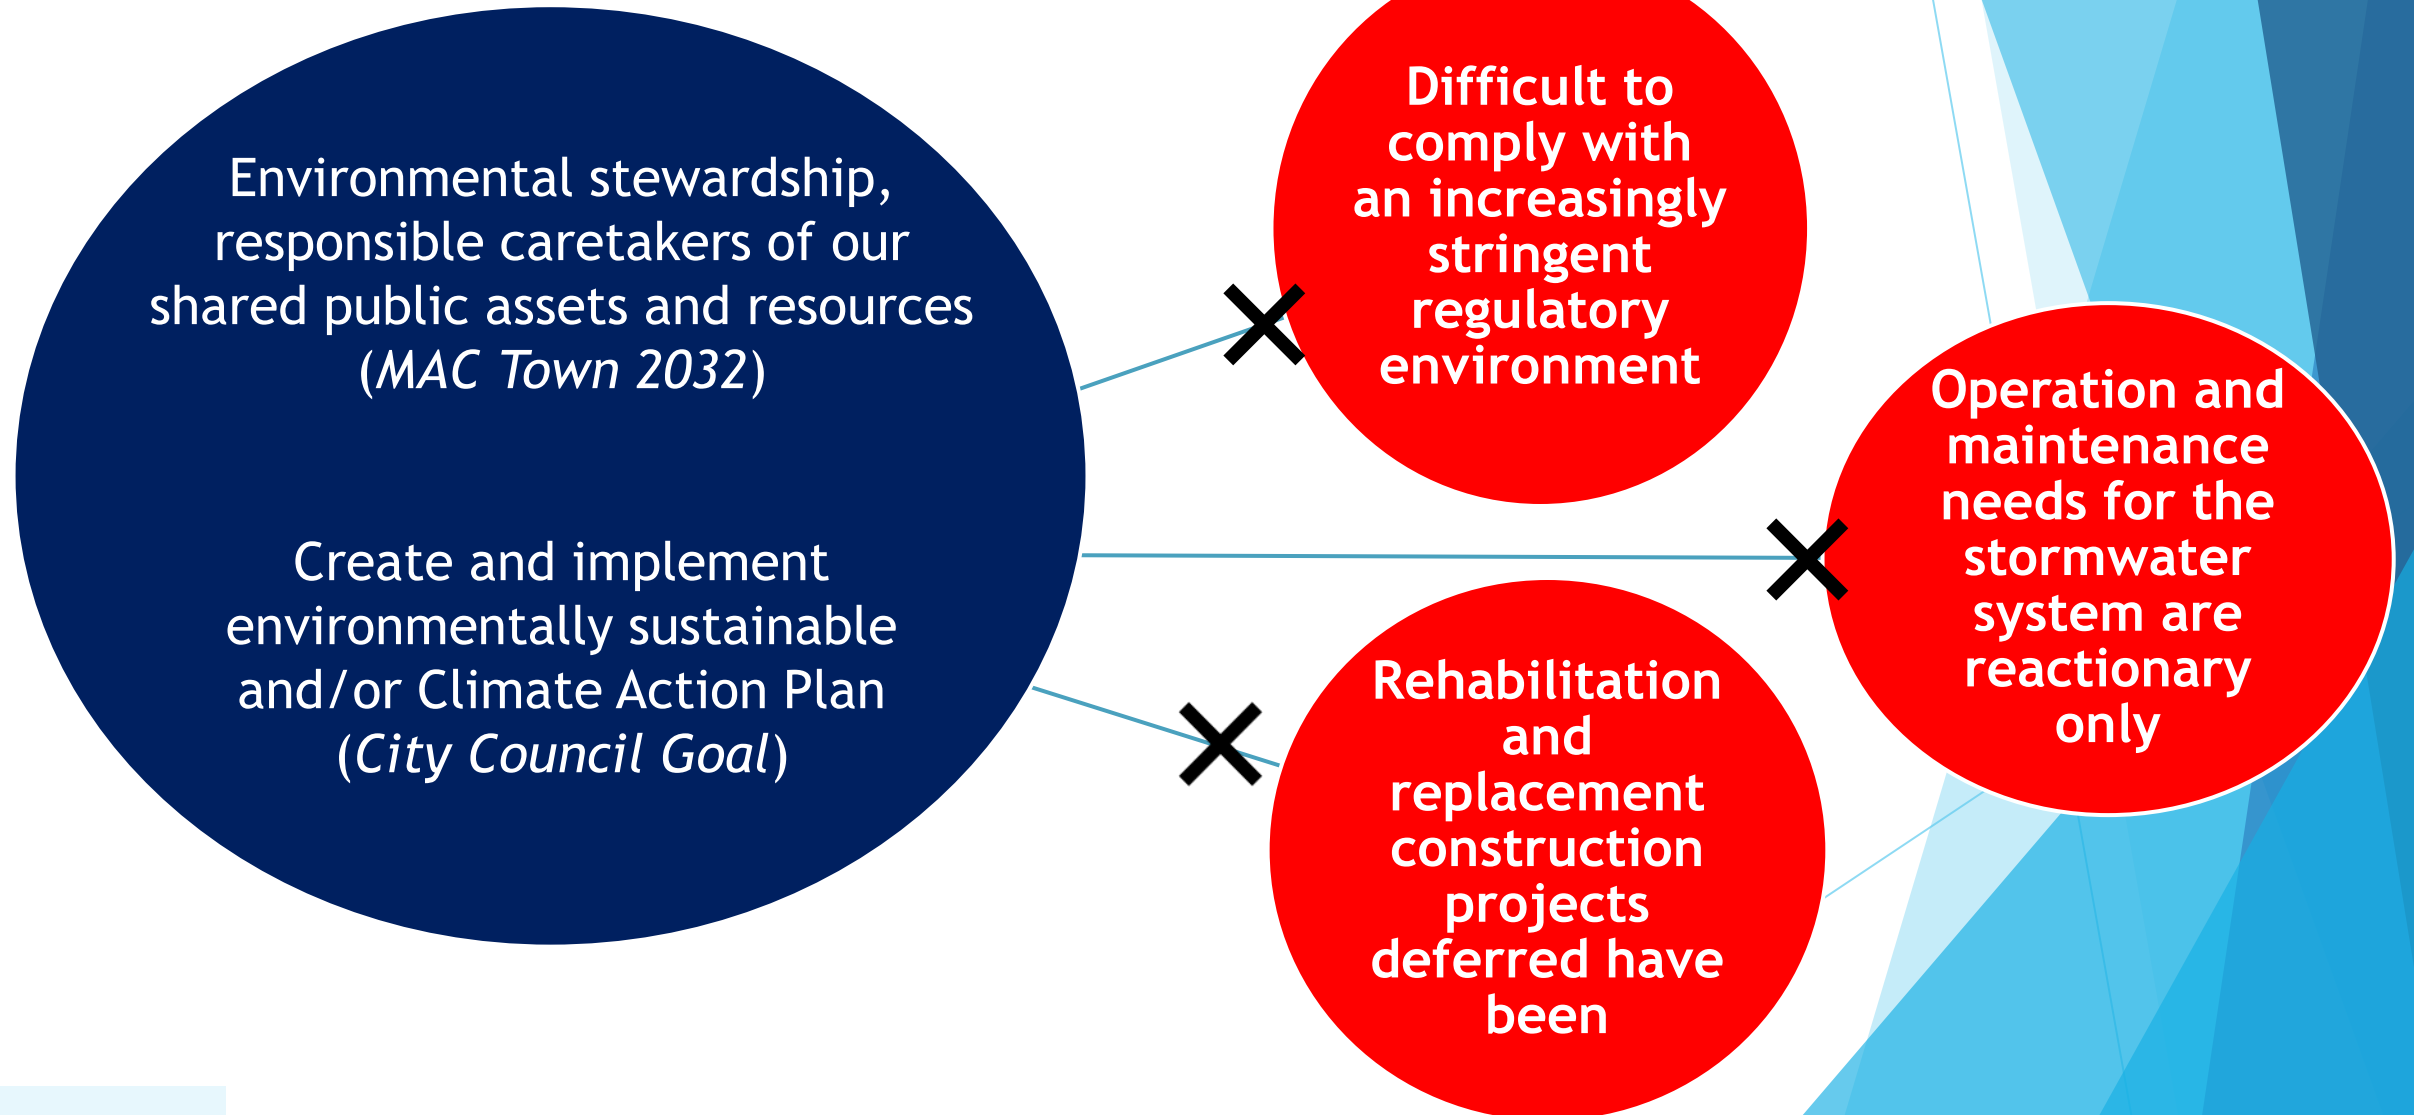 Environmental stewardship,
responsible caretakers of our
shared public assets and resources
(MAC Town 2032)
Create and implement
environmentally sustainable
and/or Climate Action Plan
(City Council Goal)
Difficult to
comply with
an increasingly
stringent
regulatory
environment
Operation and
maintenance
needs for the
stormwater
system are
reactionary
only
Rehabilitation
and
replacement
construction
projects
deferred have
been